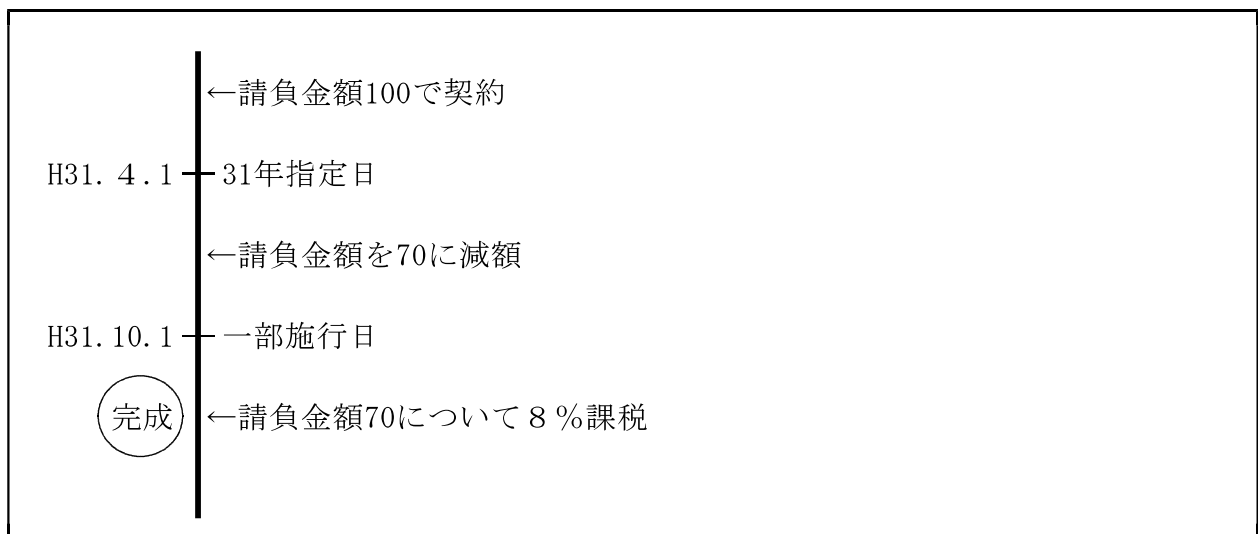 ←請負金額100で契約
H31.４.1 31年指定日
←請負金額を70に減額
H31.10.1 一部施行日
完成 ←請負金額70について８％課税